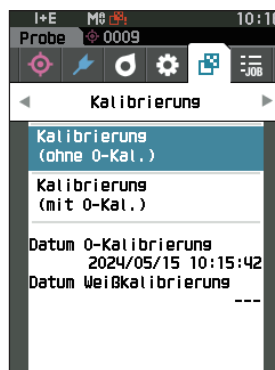 I+E M0 10:1
Probe 0009
-JOB
Kalibrierung
Kalibrierung
(ohne 0-Kal.)
Kalibrierung
(mit 0-Kal.)
Datum 0-Kalibrierung
2024/05/15 10:15:42
Datum Weißkalibrierung
---